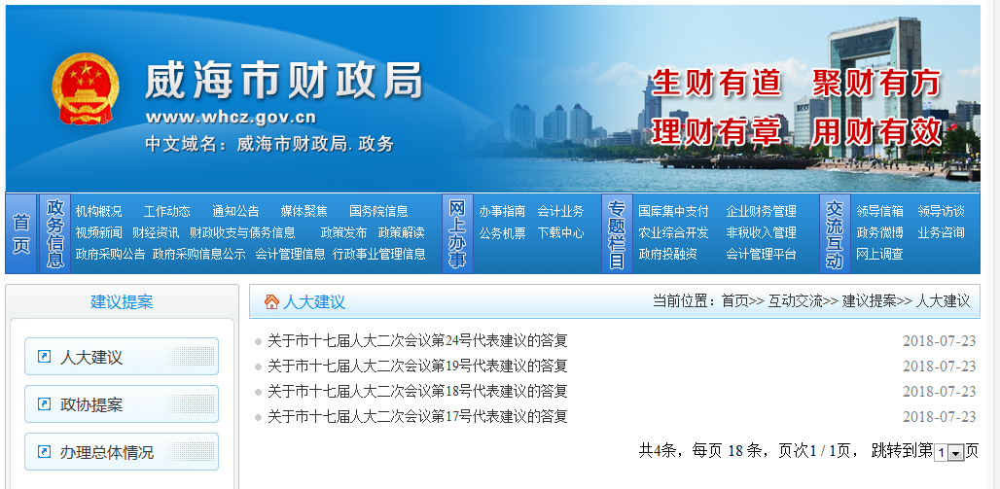 威海市财政局
www.whcz.gov.cn
中文域名：威海市财政局.政务
生财有道 聚财有方
理财有章 用财有效
首页
政务信息
机构概况 工作动态 通知公告 媒体聚焦 国务院信息
视频新闻 财经资讯 财政收支与债务信息 政策发布 政策解读
政府采购公告 政府采购信息公示 会计管理信息 行政事业管理信息
网上办事
办事指南 会计业务
公务机票 下载中心
专题栏目
国库集中支付 企业财务管理
农业综合开发 非税收入管理
政府投融资 会计管理平台
交流互动
领导信箱 领导访谈
政务微博 业务咨询
网上调查
建议提案
人大建议
政协提案
办理总体情况
人大建议 当前位置：首页>> 互动交流>> 建议提案>> 人大建议
关于市十七届人大二次会议第24号代表建议的答复 2018-07-23
关于市十七届人大二次会议第19号代表建议的答复 2018-07-23
关于市十七届人大二次会议第18号代表建议的答复 2018-07-23
关于市十七届人大二次会议第17号代表建议的答复 2018-07-23
共4条，每页 18 条，页次1 / 1页， 跳转到第 1 页